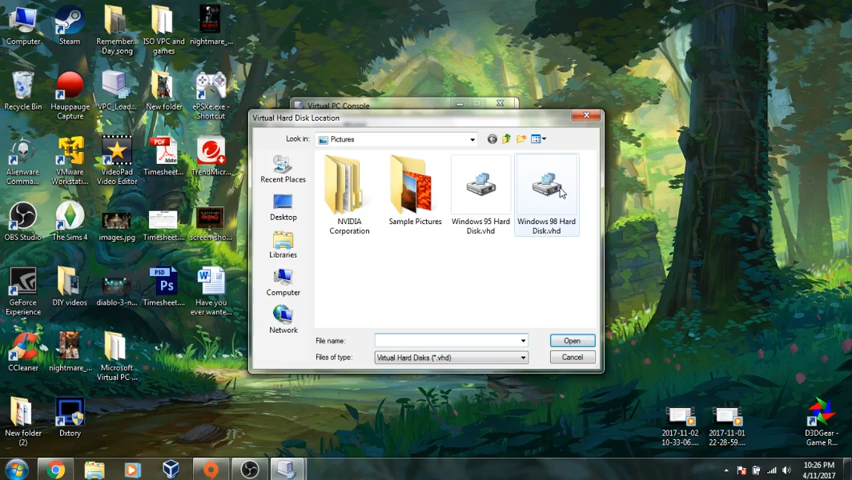 Computer
Steam
Remember
Day song
ISO VPC and
games
nightmare_...
Recycle Bin
Hauppauge
Capture
VPC_Load...
New folder
ePSXe.exe -
Shortcut
Alienware
Comma...
VMware
Workstati...
VideoPad
Video Editor
Timesheet...
TrendMicr...
OBS Studio
The Sims 4
images.jpg
Timesheet...
screensho...
GeForce
Experience
DIY videos
diablo-3-n...
Timesheet...
Have you
ever wante...
CCleaner
nightmare_...
Microsoft
Virtual PC ...
New folder
(2)
Dxtory
Virtual PC Console
Virtual Hard Disk Location
Look in:
Pictures
Recent Places
Desktop
Libraries
Computer
Network
NVIDIA
Corporation
Sample Pictures
Windows 95 Hard
Disk.vhd
Windows 98 Hard
Disk.vhd
File name:
Open
Files of type:
Virtual Hard Disks (*.vhd)
Cancel
2017-11-02
10-33-06....
2017-11-01
22-28-59....
D3DGear -
Game R...
10:26 PM
4/11/2017